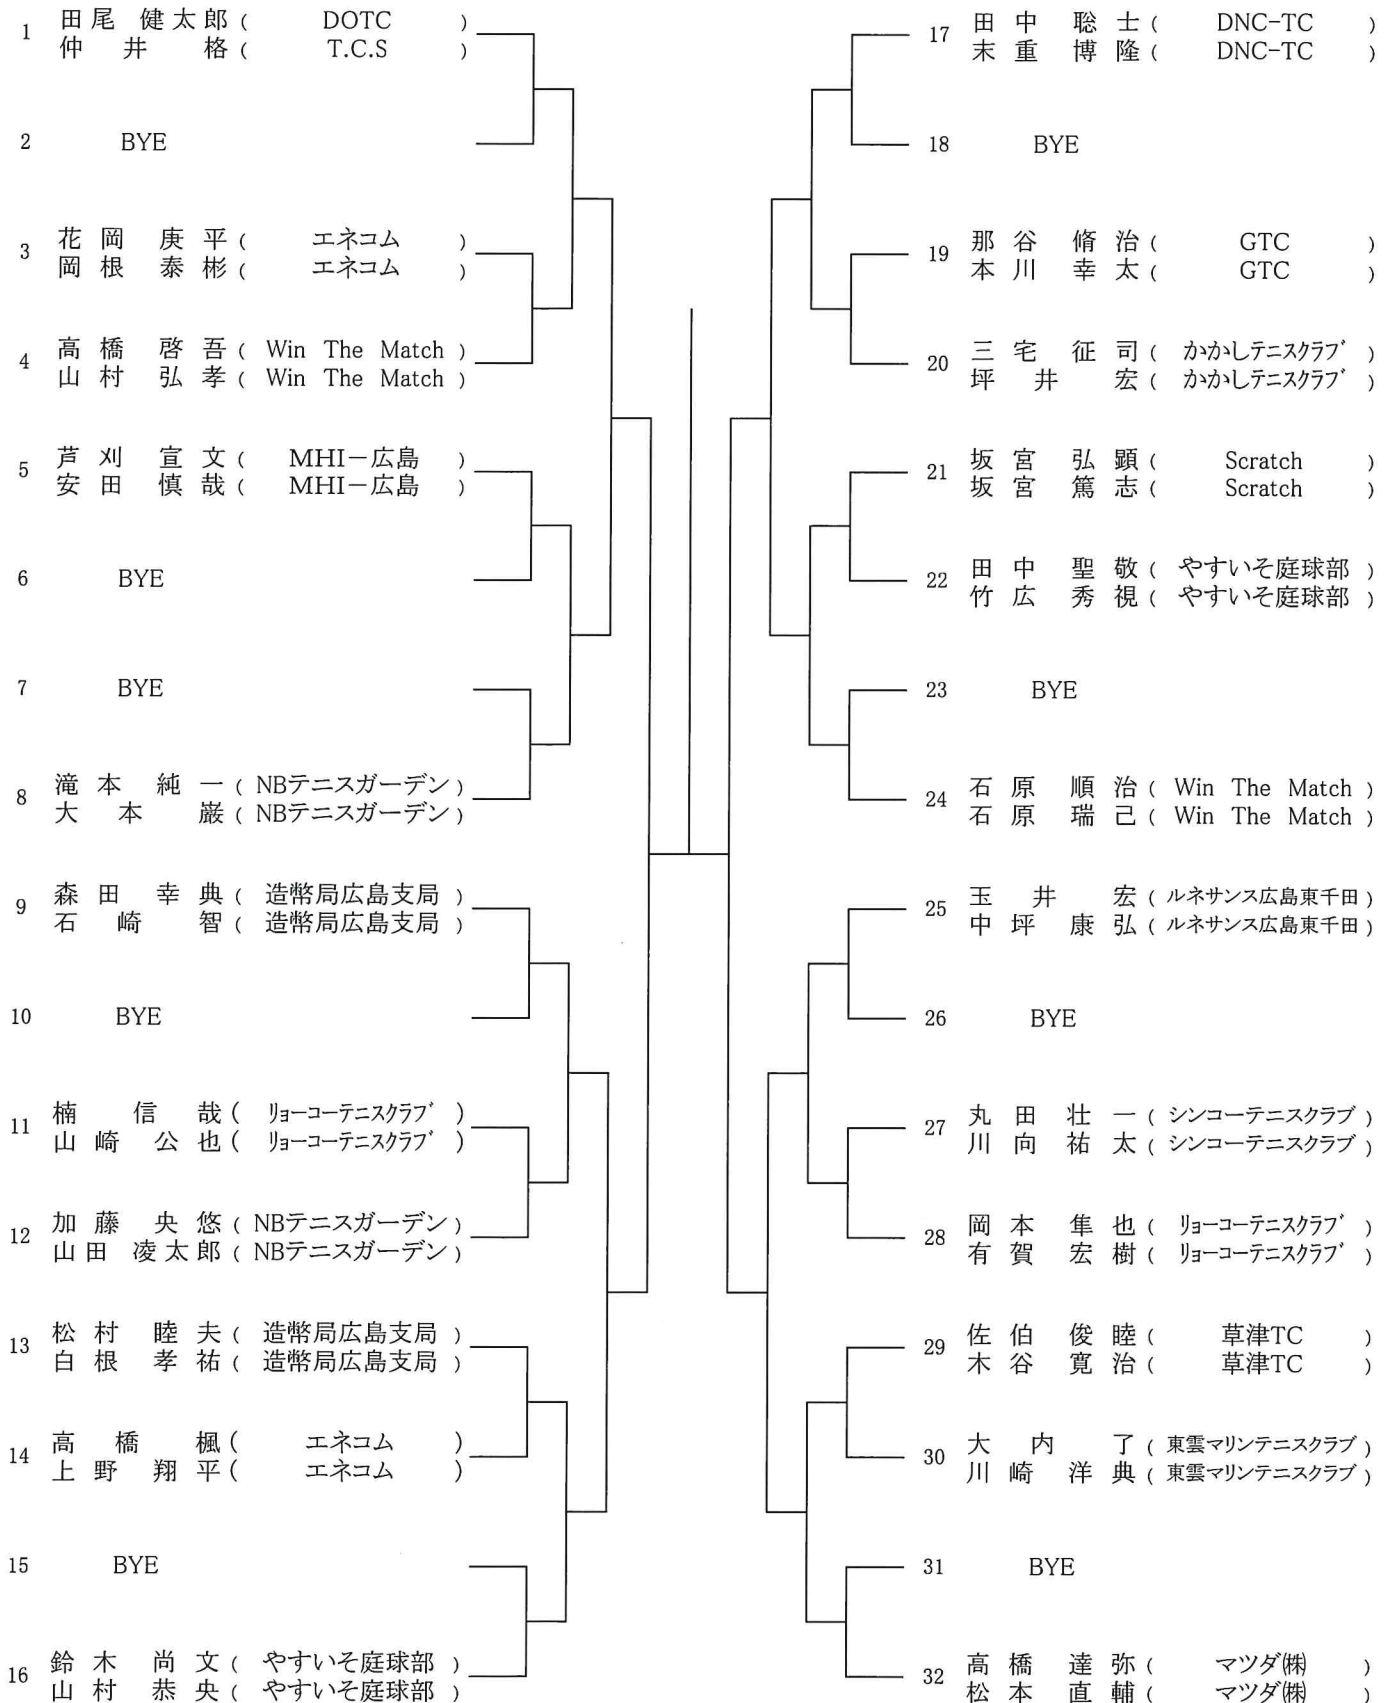 1 田尾 健太郎 ( DOTC )
仲井 格 ( T.C.S )
2 BYE
3 花岡 庚平 ( エネコム )
岡根 泰彬 ( エネコム )
4 高橋 啓吾 ( Win The Match )
山村 弘孝 ( Win The Match )
5 芦刈 宣文 ( MHI－広島 )
安田 慎哉 ( MHI－広島 )
6 BYE
7 BYE
8 滝本 純一 ( NBテニスガーデン )
大本 巌 ( NBテニスガーデン )
9 森田 幸典 ( 造幣局広島支局 )
石崎 智 ( 造幣局広島支局 )
10 BYE
11 楠 信哉 ( リョーコーテニスクラブ )
山崎 公也 ( リョーコーテニスクラブ )
12 加藤 央悠 ( NBテニスガーデン )
山田 凌太郎 ( NBテニスガーデン )
13 松村 睦夫 ( 造幣局広島支局 )
白根 孝祐 ( 造幣局広島支局 )
14 高橋 楓 ( エネコム )
上野 翔平 ( エネコム )
15 BYE
16 鈴木 尚文 ( やすいそ庭球部 )
山村 恭央 ( やすいそ庭球部 )
17 田中 聡士 ( DNC-TC )
末重 博隆 ( DNC-TC )
18 BYE
19 那谷 脩治 ( GTC )
本川 幸太 ( GTC )
20 三宅 征司 ( かかしテニスクラブ )
坪井 宏 ( かかしテニスクラブ )
21 坂宮 弘顕 ( Scratch )
坂宮 篤志 ( Scratch )
22 田中 聖敬 ( やすいそ庭球部 )
竹広 秀視 ( やすいそ庭球部 )
23 BYE
24 石原 順治 ( Win The Match )
石原 瑞己 ( Win The Match )
25 玉井 宏 ( ルネサンス広島東千田 )
中坪 康弘 ( ルネサンス広島東千田 )
26 BYE
27 丸田 壮一 ( シンコーテニスクラブ )
川向 祐太 ( シンコーテニスクラブ )
28 岡本 隼也 ( リョーコーテニスクラブ )
有賀 宏樹 ( リョーコーテニスクラブ )
29 佐伯 俊睦 ( 草津TC )
木谷 寛治 ( 草津TC )
30 大内 了 ( 東雲マリンテニスクラブ )
川崎 洋典 ( 東雲マリンテニスクラブ )
31 BYE
32 高橋 達弥 ( マツダ㈱ )
松本 直輔 ( マツダ㈱ )